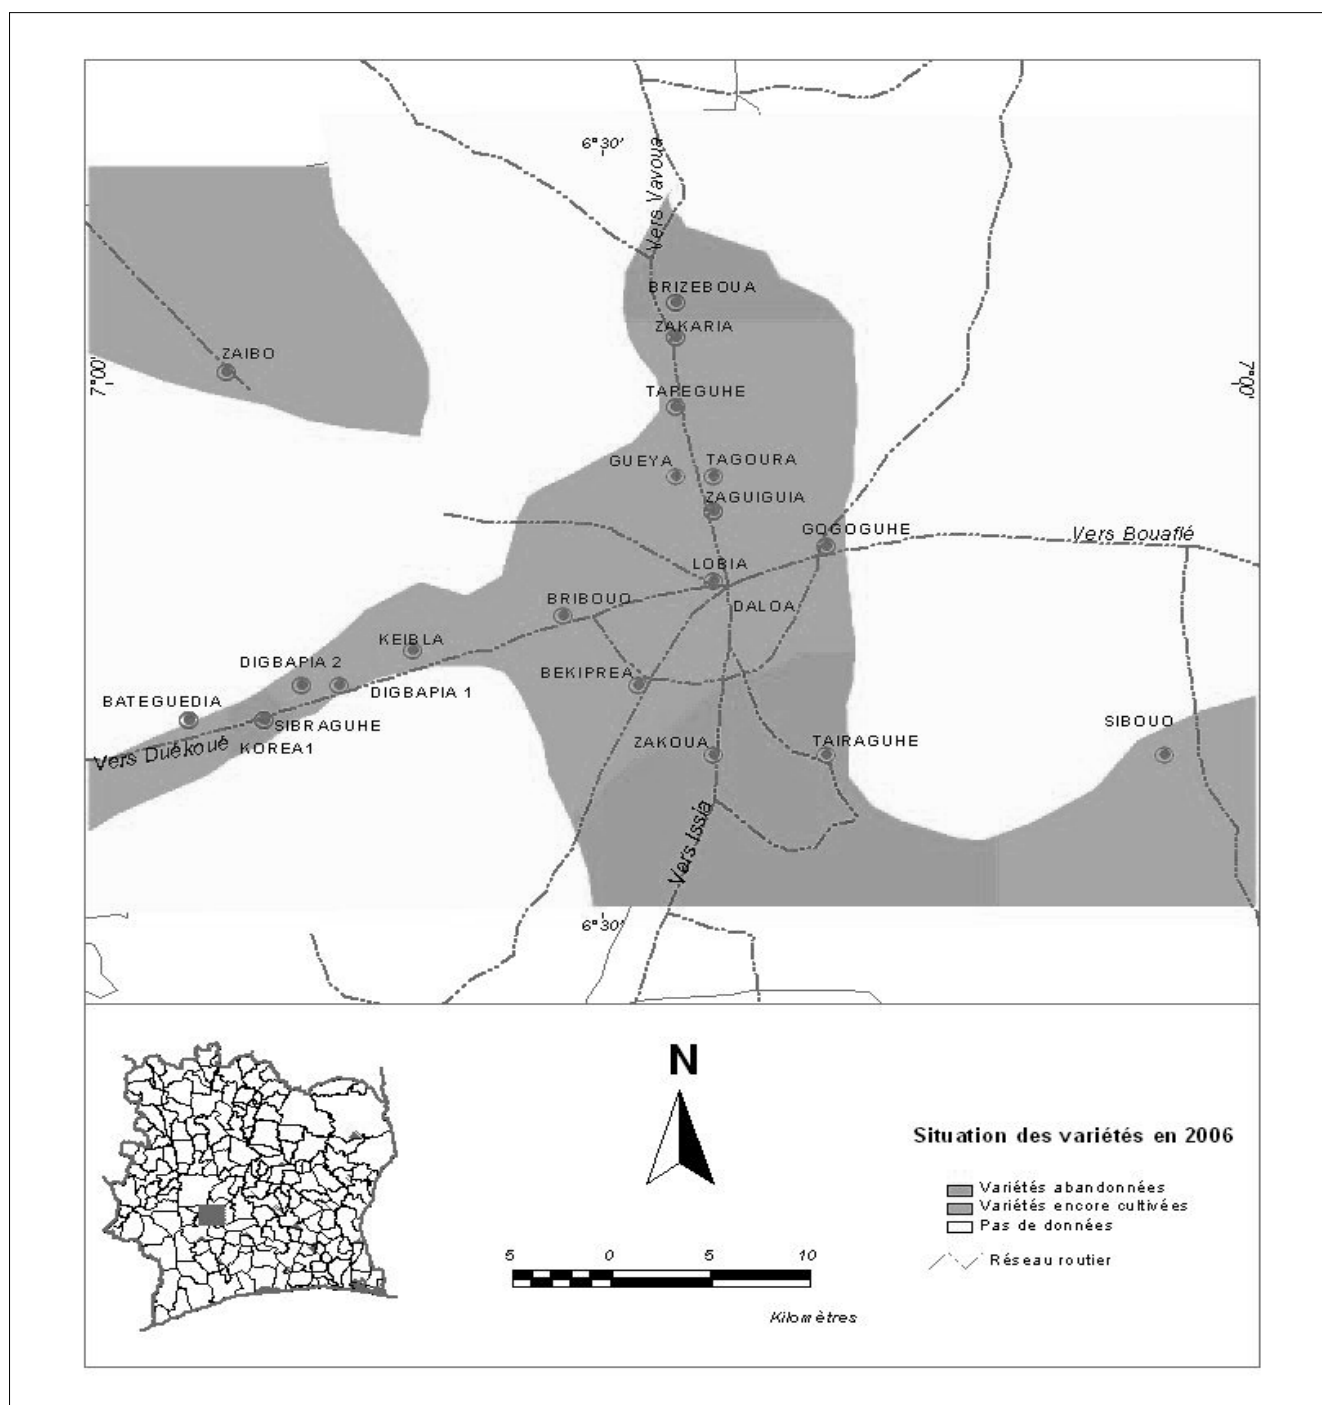 6°30'
Vers Vavoua
BRIZEBOUA
ZAKARIA
ZAIBO
7°00'
7°00'
TAPEGUHE
GUEYA
TAGOURA
ZAGUIGUIA
GOGOGUHE
Vers Bouaflé
LOBIA
BRIBOUO
DALOA
KEIBLA
DIGBAPIA 2
BEKIPREA
DIGBAPIA 1
BATEGUEDIA
SIBRAGUHE
SIBOUO
Vers Duékoué
KOREA1
ZAKOUA
TAIRAGUHE
Vers Issia
6°30'
N
Situation des variétés en 2006
Variétés abandonnées
Variétés encore cultivées
Pas de données
Réseau routier
5 0 5 10
Kilomètres